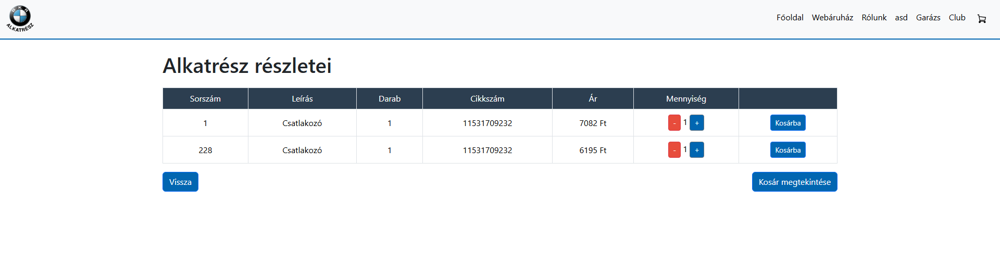 BKR
ALKATRÉSZ
Főoldal Webáruház Rólunk asd Garázs Club
Alkatrész részletei
Sorszám Leírás Darab Cikkszám Ár Mennyiség
1 Csatlakozó 1 11531709232 7082 Ft - 1 + Kosárba
228 Csatlakozó 1 11531709232 6195 Ft - 1 + Kosárba
Vissza Kosár megtekintése